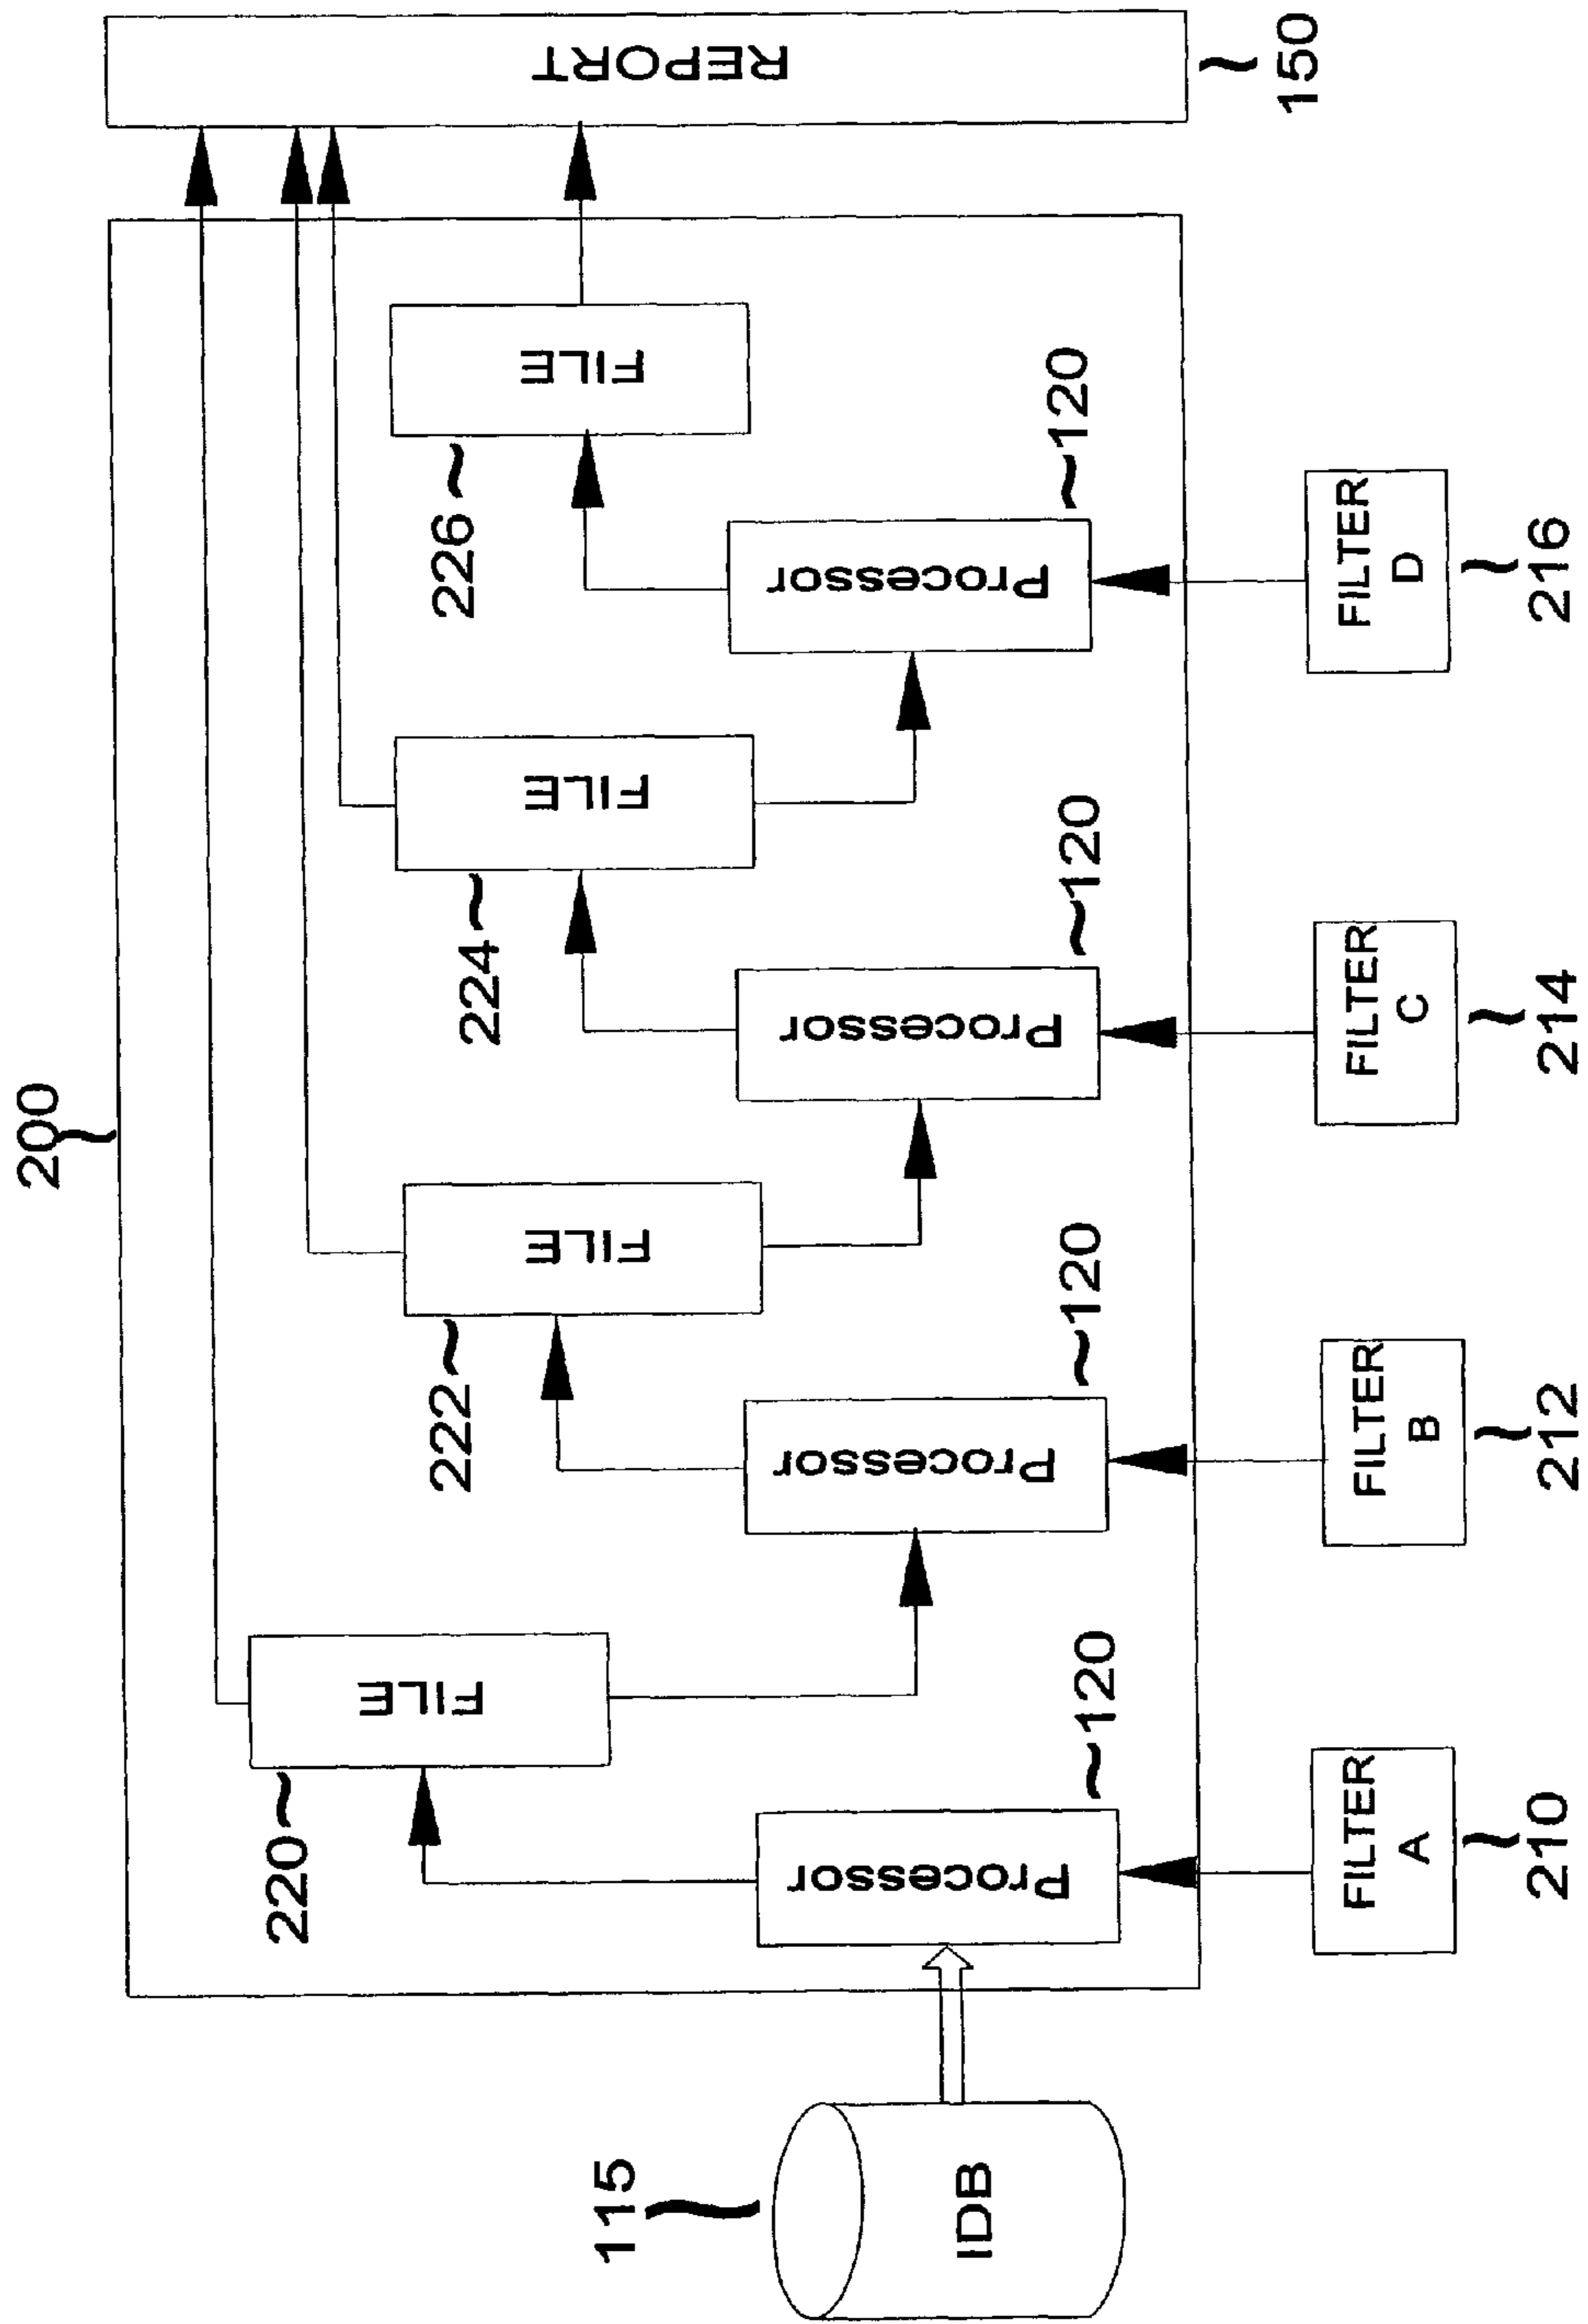 200
REPORT
150
FILE
226
Processor
120
FILTER
D
216
FILE
224
Processor
120
FILTER
C
214
FILE
222
Processor
120
FILTER
B
212
FILE
220
Processor
120
FILTER
A
210
115
IDB